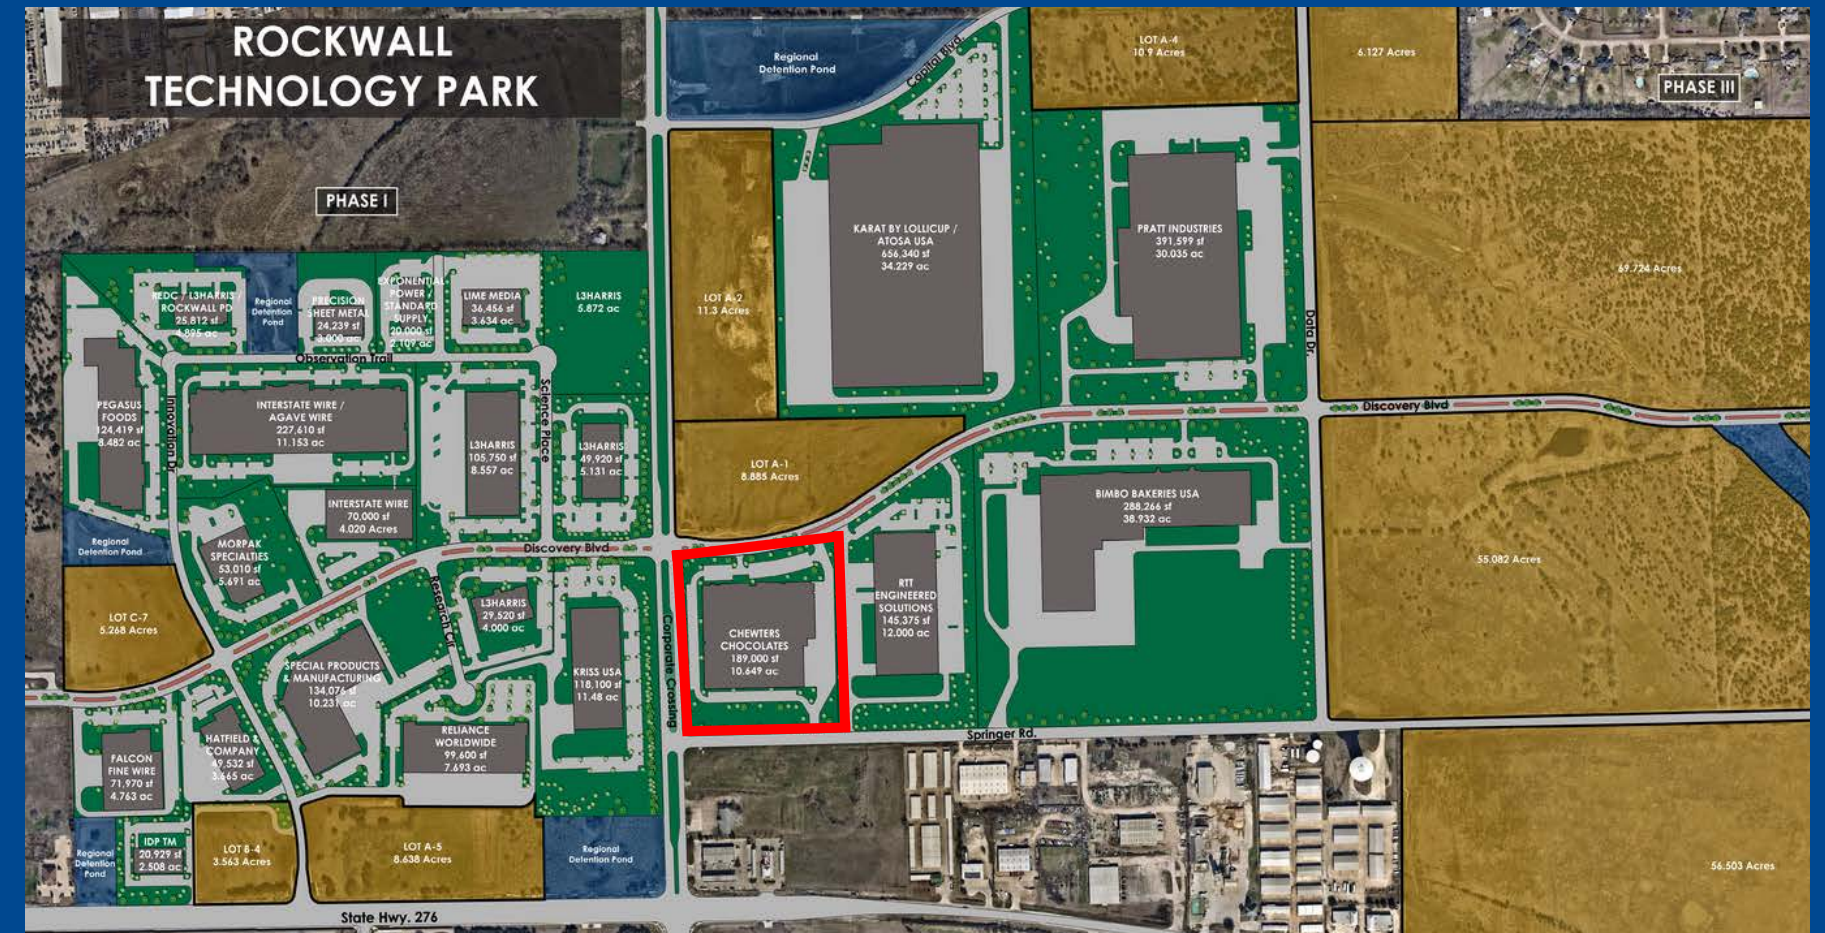 ROCKWALL
TECHNOLOGY PARK
PHASE I
Regional
Detention Pond
Capital Blvd.
LOT A-4
10.9 Acres
6.127 Acres
PHASE III
KARAT BY LOLLICUP /
ATOSA USA
656,340 sf
34.229 ac
PRATT INDUSTRIES
391,599 sf
30.035 ac
69.724 Acres
Data Dr.
LOT A-2
11.3 Acres
REDC / L3HARRIS /
ROCKWALL PD
25,812 sf
4.895 ac
Regional
Detention
Pond
PRECISION
SHEET METAL
24,239 sf
3.000 ac
EXPONENTIAL
POWER /
STANDARD
SUPPLY
20,000 sf
2.109 ac
LIME MEDIA
36,456 sf
3.634 ac
L3HARRIS
5.872 ac
Observation Trail
PEGASUS
FOODS
124,419 sf
8.482 ac
Innovation Dr.
INTERSTATE WIRE /
AGAVE WIRE
227,610 sf
11.153 ac
L3HARRIS
105,750 sf
8.557 ac
Science Place
L3HARRIS
49,920 sf
5.131 ac
INTERSTATE WIRE
70,000 sf
4.020 Acres
LOT A-1
8.885 Acres
Discovery Blvd
BIMBO BAKERIES USA
288,266 sf
38.932 ac
55.082 Acres
Regional
Detention Pond
MORPAK
SPECIALTIES
53,010 sf
5.691 ac
Discovery Blvd
LOT C-7
5.268 Acres
Research Cir.
L3HARRIS
29,520 sf
4.000 ac
KRISS USA
118,100 sf
11.48 ac
Corporate Crossing
CHEWTERS
CHOCOLATES
189,000 sf
10.649 ac
RTT
ENGINEERED
SOLUTIONS
145,375 sf
12.000 ac
SPECIAL PRODUCTS
& MANUFACTURING
134,076 sf
10.231 ac
Springer Rd.
FALCON
FINE WIRE
71,970 sf
4.763 ac
HATFIELD &
COMPANY
49,532 sf
3.665 ac
RELIANCE
WORLDWIDE
99,600 sf
7.693 ac
Regional
Detention
Pond
IDP TM
20,929 sf
2.508 ac
LOT B-4
3.563 Acres
LOT A-5
8.638 Acres
Regional
Detention Pond
56.503 Acres
State Hwy. 276